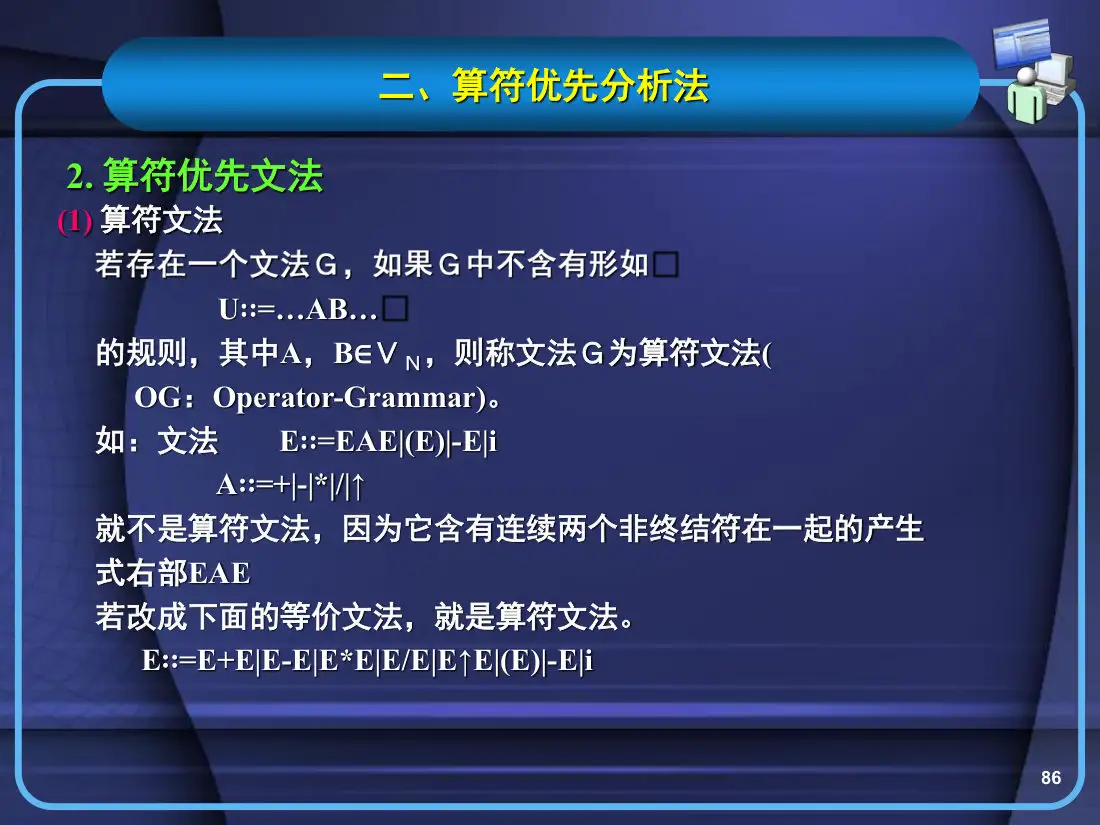 二、算符优先分析法
2. 算符优先文法
(1) 算符文法
若存在一个文法Ｇ，如果Ｇ中不含有形如□
U∷=…AB…□
的规则，其中A，B∈Ｖ Ｎ，则称文法Ｇ为算符文法(
OG：Operator-Grammar)。
如：文法 E∷=EAE|(E)|-E|i
A∷=+|-|*|/|↑
就不是算符文法，因为它含有连续两个非终结符在一起的产生
式右部EAE
若改成下面的等价文法，就是算符文法。
E∷=E+E|E-E|E*E|E/E|E↑E|(E)|-E|i
86